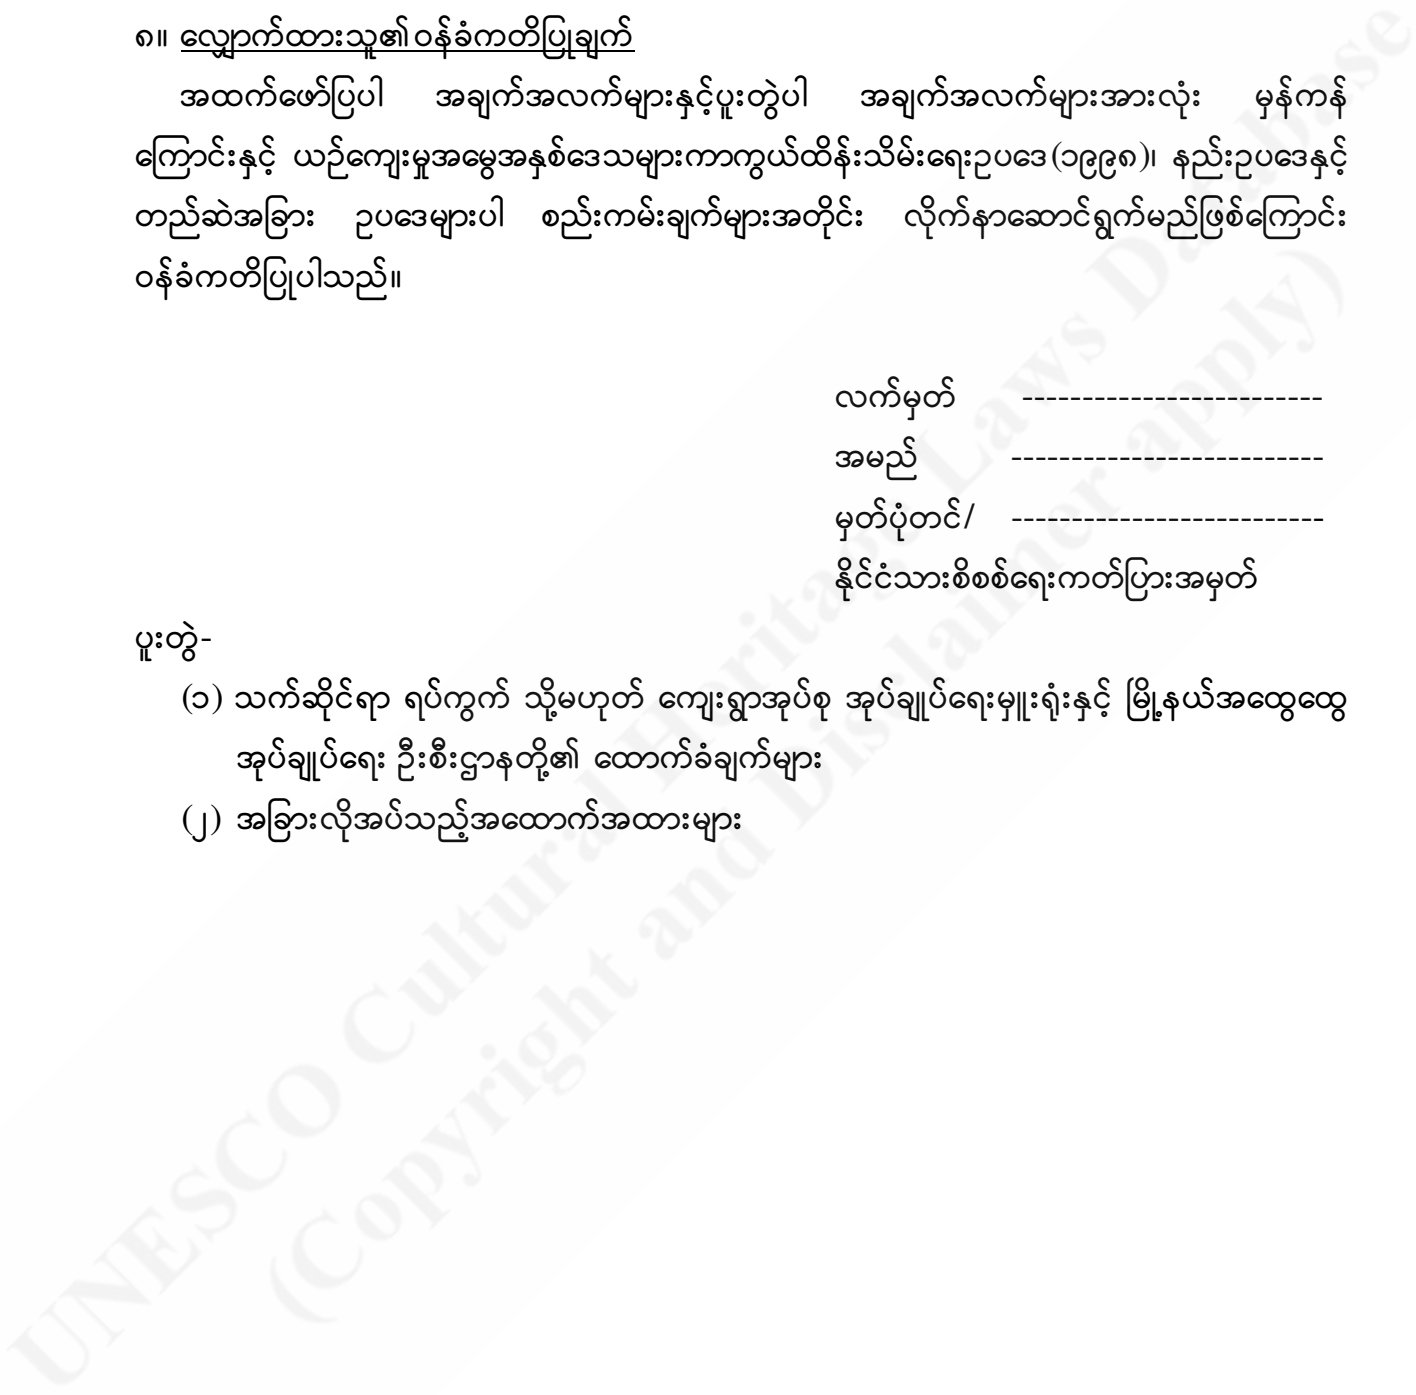 ၈။ လျှောက်ထားသူ၏ဝန်ခံကတိပြုချက်
အထက်ဖော်ပြပါ အချက်အလက်များနှင့်ပူးတွဲပါ အချက်အလက်များအားလုံး မှန်ကန်
ကြောင်းနှင့် ယဉ်ကျေးမှုအမွေအနှစ်ဒေသများကာကွယ်ထိန်းသိမ်းရေးဥပဒေ(၁၉၉၈)၊ နည်းဥပဒေနှင့်
တည်ဆဲအခြား ဥပဒေများပါ စည်းကမ်းချက်များအတိုင်း လိုက်နာဆောင်ရွက်မည်ဖြစ်ကြောင်း
ဝန်ခံကတိပြုပါသည်။
လက်မှတ် -------------------------
အမည် --------------------------
မှတ်ပုံတင်/ --------------------------
နိုင်ငံသားစိစစ်ရေးကတ်ပြားအမှတ်
ပူးတွဲ-
(၁) သက်ဆိုင်ရာ ရပ်ကွက် သို့မဟုတ် ကျေးရွာအုပ်စု အုပ်ချုပ်ရေးမှူးရုံးနှင့် မြို့နယ်အထွေထွေ
အုပ်ချုပ်ရေး ဦးစီးဌာနတို့၏ ထောက်ခံချက်များ
(၂) အခြားလိုအပ်သည့်အထောက်အထားများ
UNESCO Cultural Heritage Laws Database
(Copyright and Disclaimer apply)